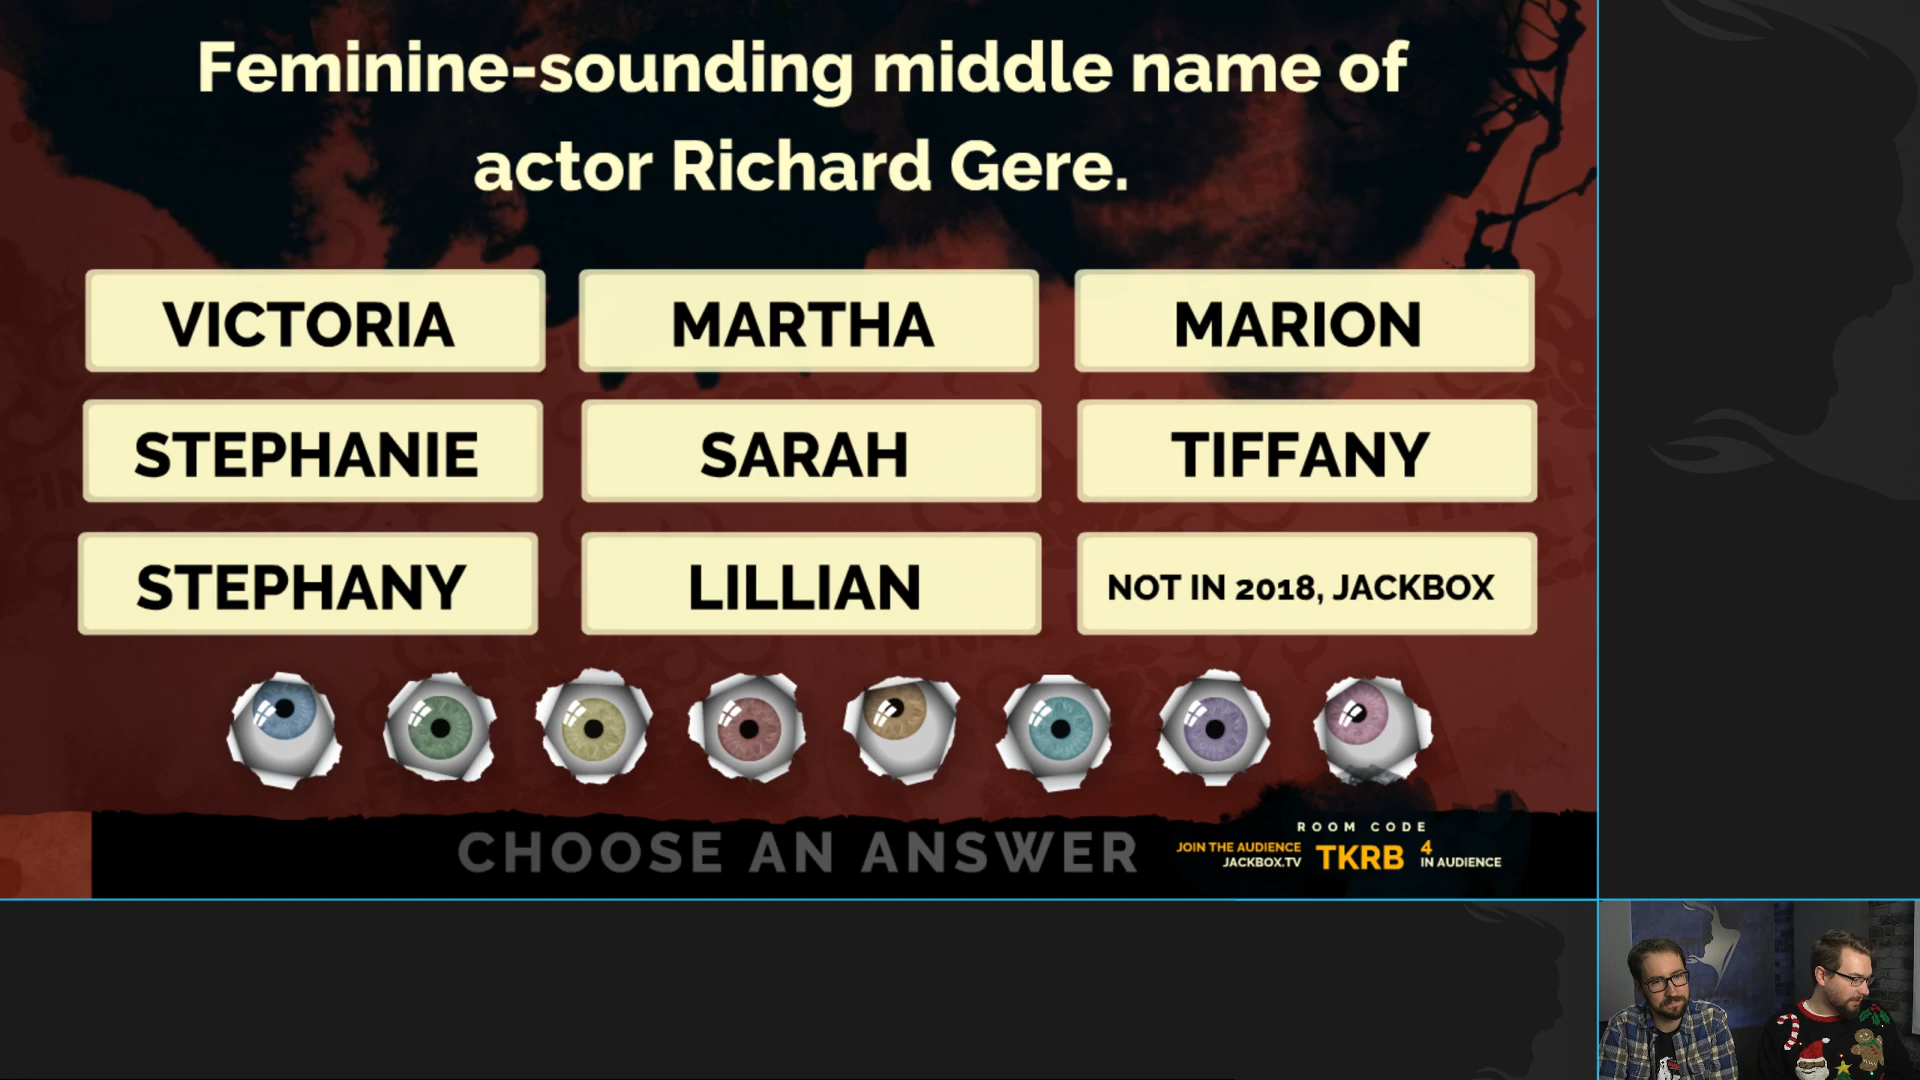 Feminine-sounding middle name of
actor Richard Gere.
VICTORIA
MARTHA
MARION
STEPHANIE
SARAH
TIFFANY
STEPHANY
LILLIAN
NOT IN 2018, JACKBOX
CHOOSE AN ANSWER
ROOM CODE
JOIN THE AUDIENCE
JACKBOX.TV
TKRB
4
IN AUDIENCE